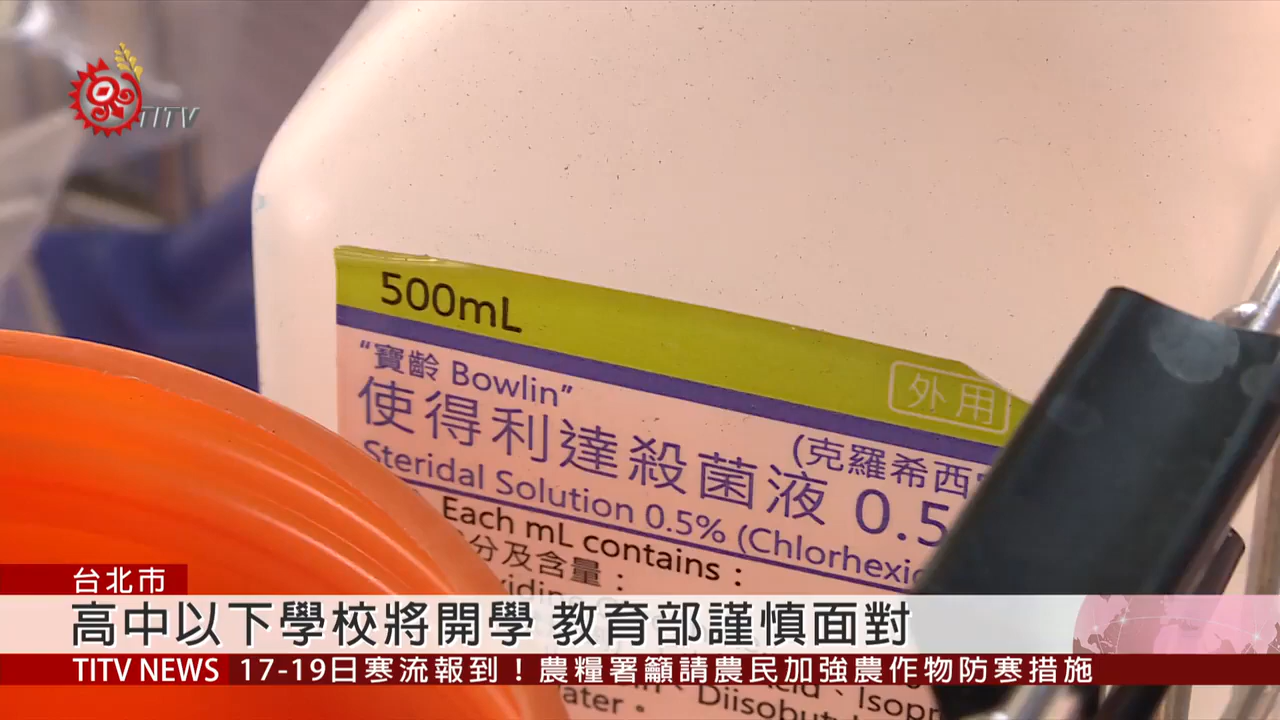 TITV
500mL
外用
“寶齡 Bowlin”
使得利達殺菌液 0.5
(克羅希西
Steridal Solution 0.5% (Chlorhexi
Each mL contains：
分及含量：
台北市
高中以下學校將開學 教育部謹慎面對
TITV NEWS 17-19日寒流報到！農糧署籲請農民加強農作物防寒措施
Diisobut
ater。